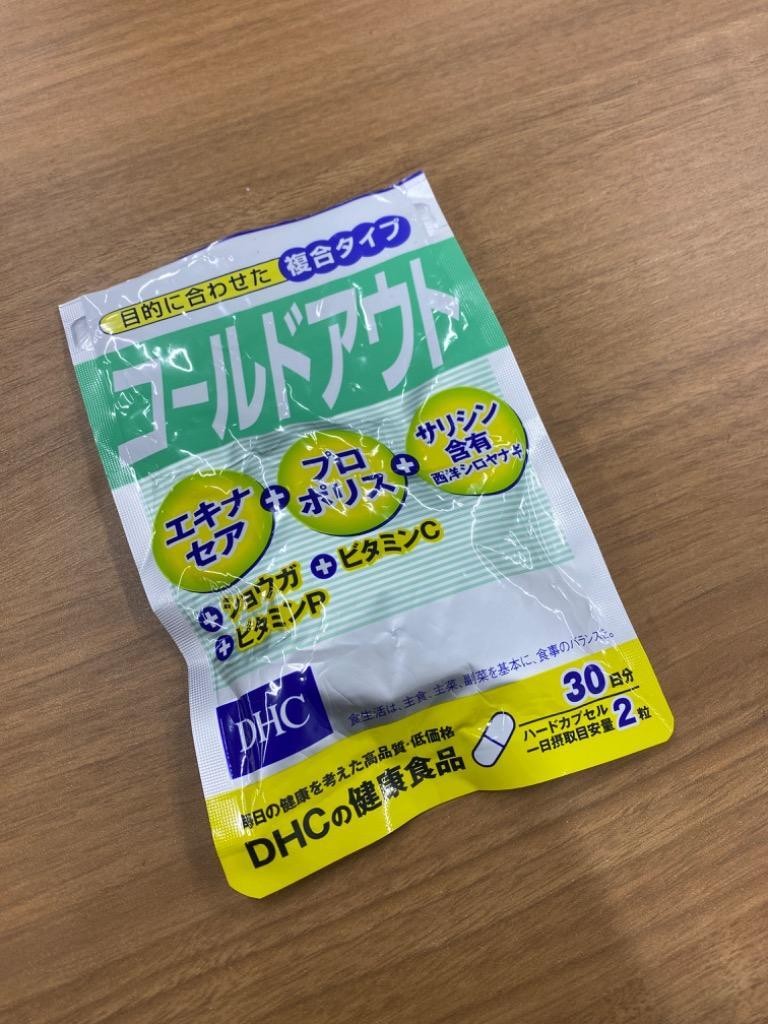 目的に合わせた 複合タイプ
コールドアウト
エキナ
セア
+
プロ
ポリス
+
サリシン
含有
西洋シロヤナギ
+ショウガ +ビタミンC
+ビタミンP
DHC
食生活は、主食、主菜、副菜を基本に、食事のバランスを。
30日分
ハードカプセル
一日摂取目安量 2粒
毎日の健康を考えた高品質・低価格
DHCの健康食品